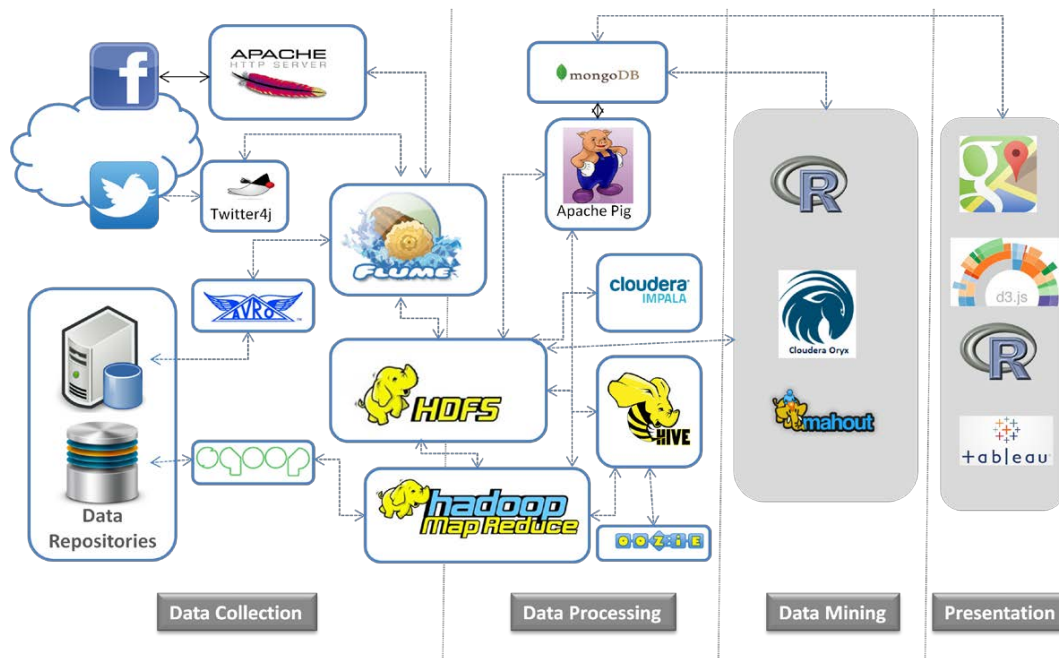 APACHE
HTTP SERVER
mongoDB
Twitter4j
Apache Pig
FLUME
cloudera
IMPALA
AVRO
d3.js
Cloudera Oryx
HDFS
HIVE
mahout
sqoop
+ableau
hadoop
Map Reduce
OOZiE
Data
Repositories
Data Collection
Data Processing
Data Mining
Presentation